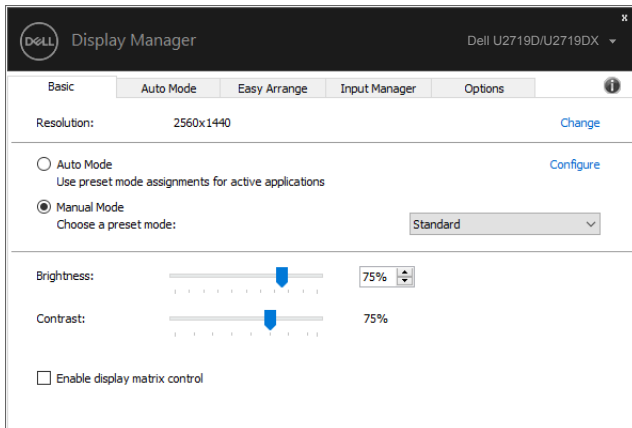 x
DELL Display Manager Dell U2719D/U2719DX
Basic Auto Mode Easy Arrange Input Manager Options i
Resolution: 2560x1440 Change
Auto Mode Configure
Use preset mode assignments for active applications
Manual Mode
Choose a preset mode: Standard
Brightness: 75%
Contrast: 75%
Enable display matrix control